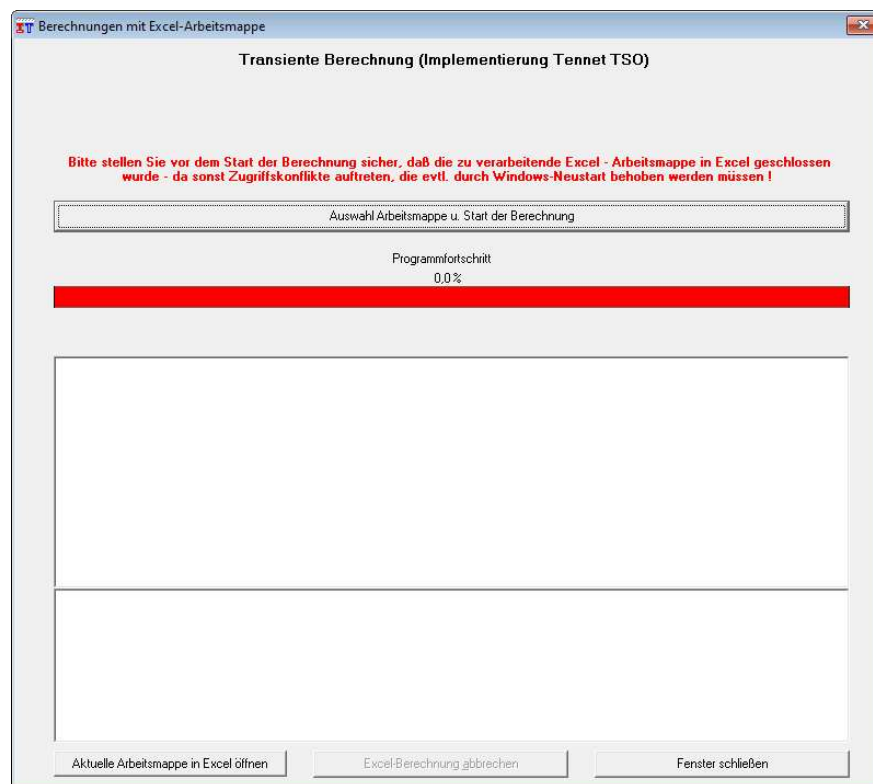 IT Berechnungen mit Excel-Arbeitsmappe
Transiente Berechnung (Implementierung Tennet TSO)
Bitte stellen Sie vor dem Start der Berechnung sicher, daß die zu verarbeitende Excel - Arbeitsmappe in Excel geschlossen
wurde - da sonst Zugriffskonflikte auftreten, die evtl. durch Windows-Neustart behoben werden müssen !
Auswahl Arbeitsmappe u. Start der Berechnung
Programmfortschritt
0,0 %
Aktuelle Arbeitsmappe in Excel öffnen
Excel-Berechnung abbrechen
Fenster schließen